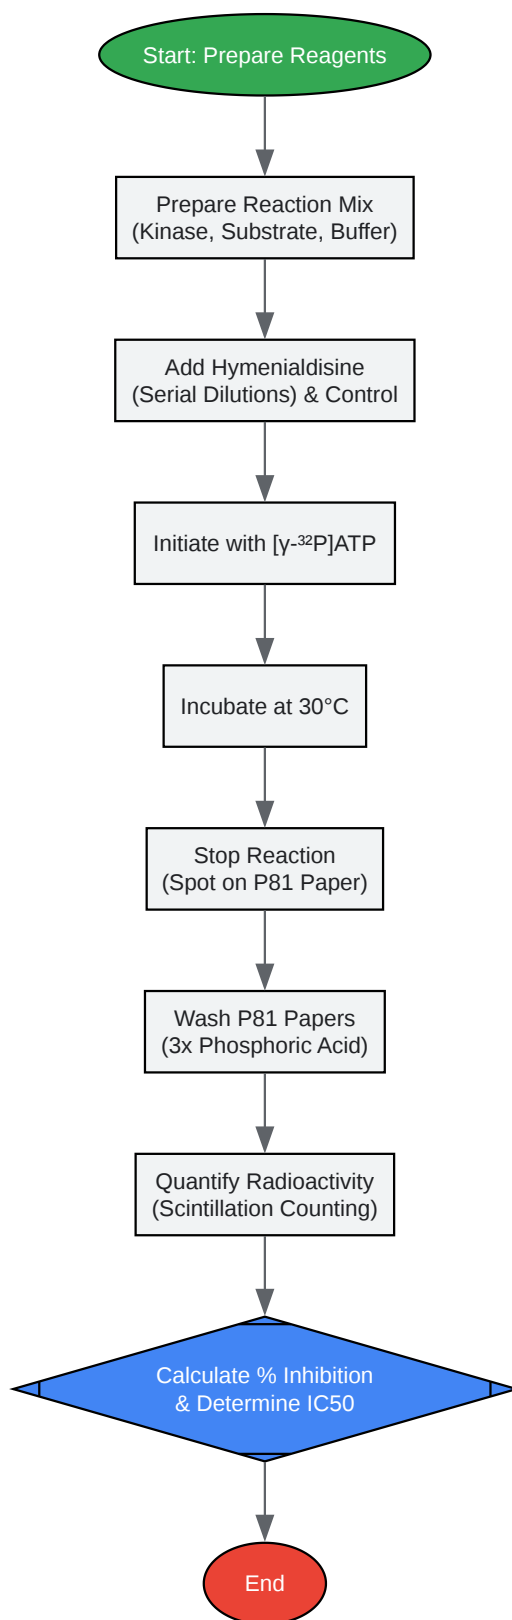 Start: Prepare Reagents
Prepare Reaction Mix
(Kinase, Substrate, Buffer)
Add Hymenialdisine
(Serial Dilutions) & Control
Initiate with [γ-³²P]ATP
Incubate at 30°C
Stop Reaction
(Spot on P81 Paper)
Wash P81 Papers
(3x Phosphoric Acid)
Quantify Radioactivity
(Scintillation Counting)
Calculate % Inhibition
& Determine IC50
End